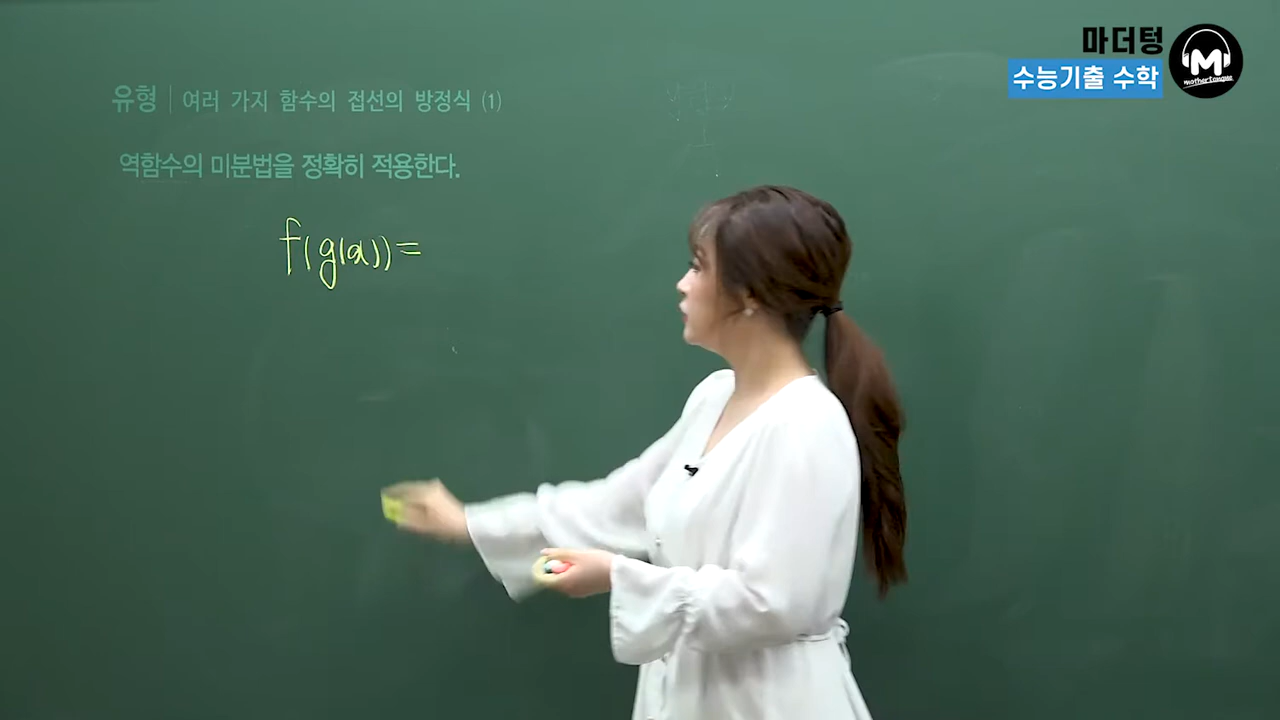 마더텅
수능기출 수학
M
mothertongue
유형 | 여러 가지 함수의 접선의 방정식 (1)
역함수의 미분법을 정확히 적용한다.
f(g(x))=